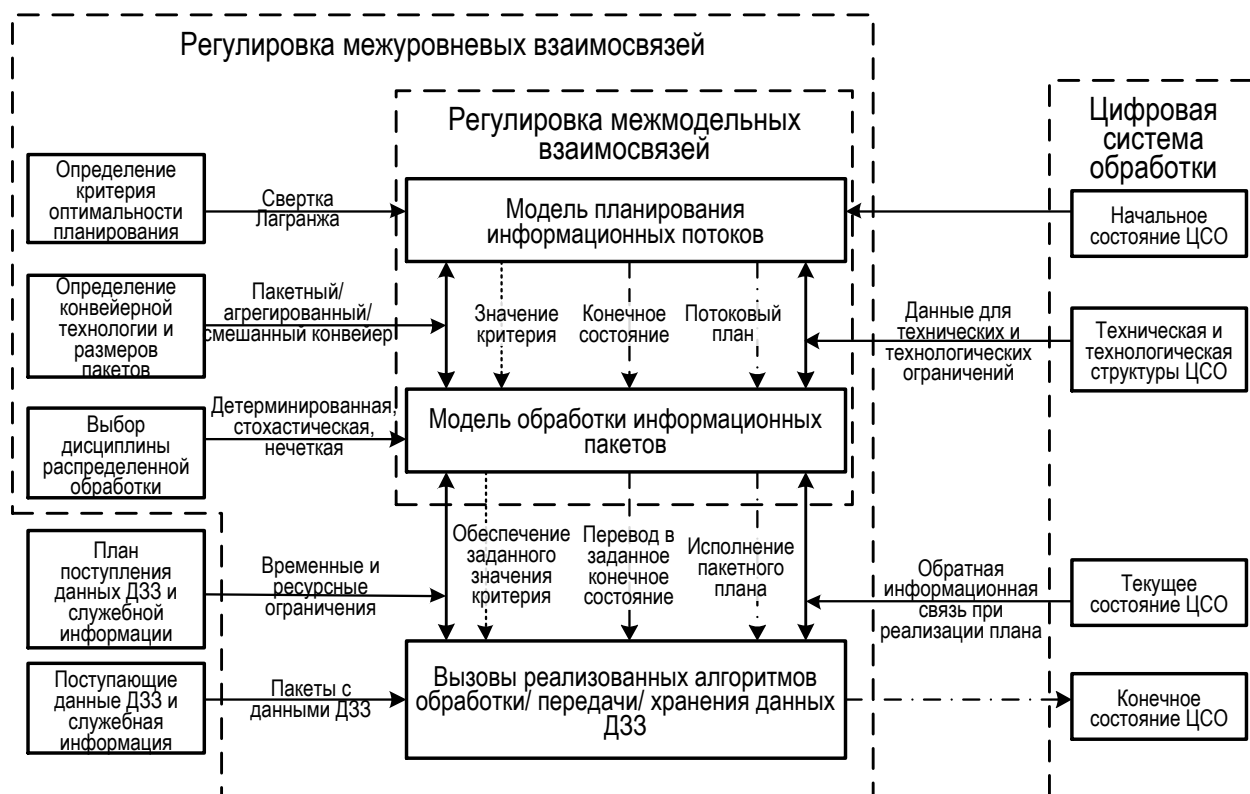 Регулировка межуровневых взаимосвязей
Регулировка межмодельных
взаимосвязей
Цифровая
система
обработки
Определение
критерия
оптимальности
планирования
Свертка
Лагранжа
Модель планирования
информационных потоков
Начальное
состояние ЦСО
Определение
конвейерной
технологии и
размеров
пакетов
Пакетный/
агрегированный/
смешанный конвейер
Значение
критерия
Конечное
состояние
Потоковый
план
Данные для
технических и
технологических
ограничений
Техническая и
технологическая
структуры ЦСО
Выбор
дисциплины
распределенной
обработки
Детерминированная,
стохастическая,
нечеткая
Модель обработки информационных
пакетов
План
поступления
данных ДЗЗ и
служебной
информации
Временные и
ресурсные
ограничения
Обеспечение
заданного
значения
критерия
Перевод в
заданное
конечное
состояние
Исполнение
пакетного
плана
Обратная
информационная
связь при
реализации плана
Текущее
состояние ЦСО
Поступающие
данные ДЗЗ и
служебная
информация
Пакеты с
данными ДЗЗ
Вызовы реализованных алгоритмов
обработки/ передачи/ хранения данных
ДЗЗ
Конечное
состояние ЦСО